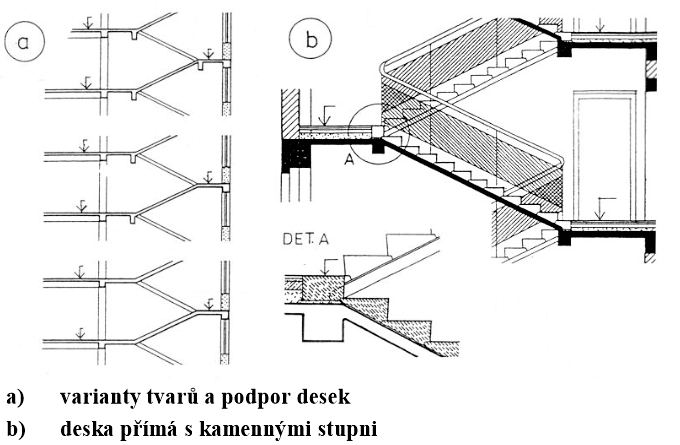 a
b
A
DET.A
a) varianty tvarů a podpor desek
b) deska přímá s kamennými stupni